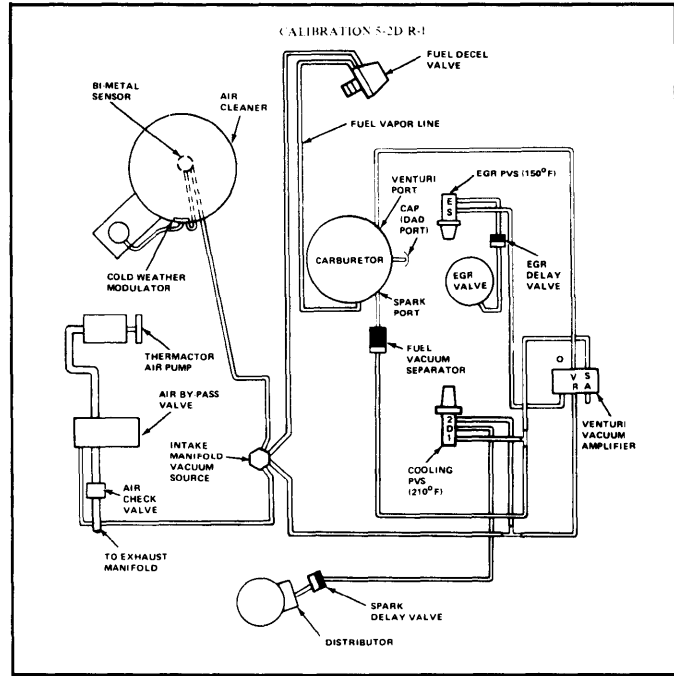 CALIBRATION 5-2D R-1
FUEL DECEL
VALVE
BI-METAL
SENSOR
AIR
CLEANER
FUEL VAPOR LINE
EGR PVS (150°F)
VENTURI
PORT
CAP
(DAD
PORT)
E
S
CARBURETOR
COLD WEATHER
MODULATOR
EGR
VALVE
EGR
DELAY
VALVE
SPARK
PORT
THERMACTOR
AIR PUMP
FUEL
VACUUM
SEPARATOR
AIR BY-PASS
VALVE
V
R
S
A
VENTURI
VACUUM
AMPLIFIER
2
D
1
INTAKE
MANIFOLD
VACUUM
SOURCE
COOLING
PVS
(210°F)
AIR
CHECK
VALVE
TO EXHAUST
MANIFOLD
SPARK
DELAY VALVE
DISTRIBUTOR